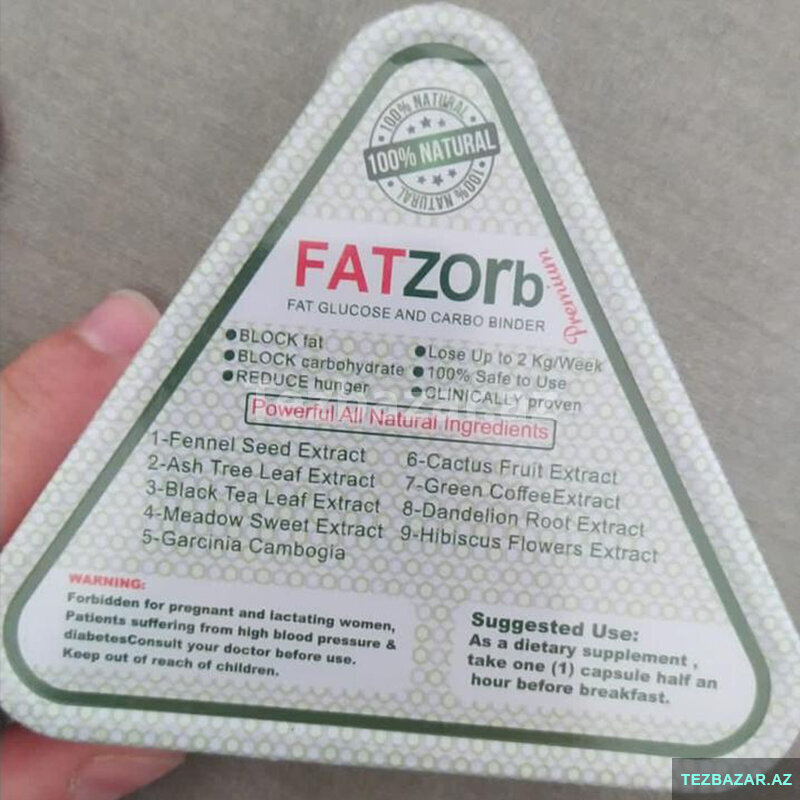 100% NATURAL
100% NATURAL
100% NATURAL
FATZorb
Premium
FAT GLUCOSE AND CARBO BINDER
●BLOCK fat
●BLOCK carbohydrate
●REDUCE hunger
●Lose Up to 2 Kg/Week
●100% Safe to Use
●CLINICALLY proven
Powerful All Natural Ingredients
1-Fennel Seed Extract
2-Ash Tree Leaf Extract
3-Black Tea Leaf Extract
4-Meadow Sweet Extract
5-Garcinia Cambogia
6-Cactus Fruit Extract
7-Green CoffeeExtract
8-Dandelion Root Extract
9-Hibiscus Flowers Extract
WARNING:
Forbidden for pregnant and lactating women,
Patients suffering from high blood pressure &
diabetesConsult your doctor before use.
Keep out of reach of children.
Suggested Use:
As a dietary supplement ,
take one (1) capsule half an
hour before breakfast.
TEZBAZAR.AZ